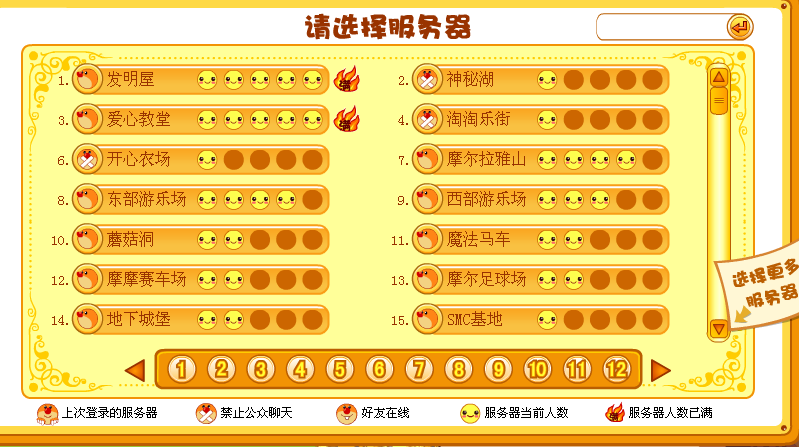 请选择服务器
1. 发明屋 满
2. 神秘湖
3. 爱心教堂 满
4. 淘淘乐街
6. 开心农场
7. 摩尔拉雅山
8. 东部游乐场
9. 西部游乐场
10. 蘑菇洞
11. 魔法马车
12. 摩摩赛车场
13. 摩尔足球场
14. 地下城堡
15. SMC基地
选择更多
服务器
1 2 3 4 5 6 7 8 9 10 11 12
上次登录的服务器 禁止公众聊天 好友在线 服务器当前人数 满 服务器人数已满